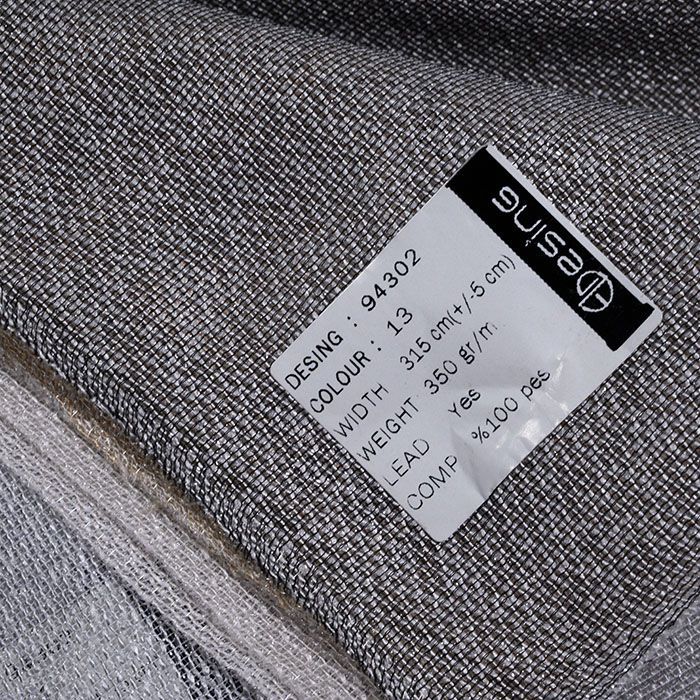 Desing
DESING : 94302
COLOUR : 13
WIDTH 315 cm(+/-5 cm)
WEIGHT 350 gr/m
LEAD Yes
COMP %100 pes